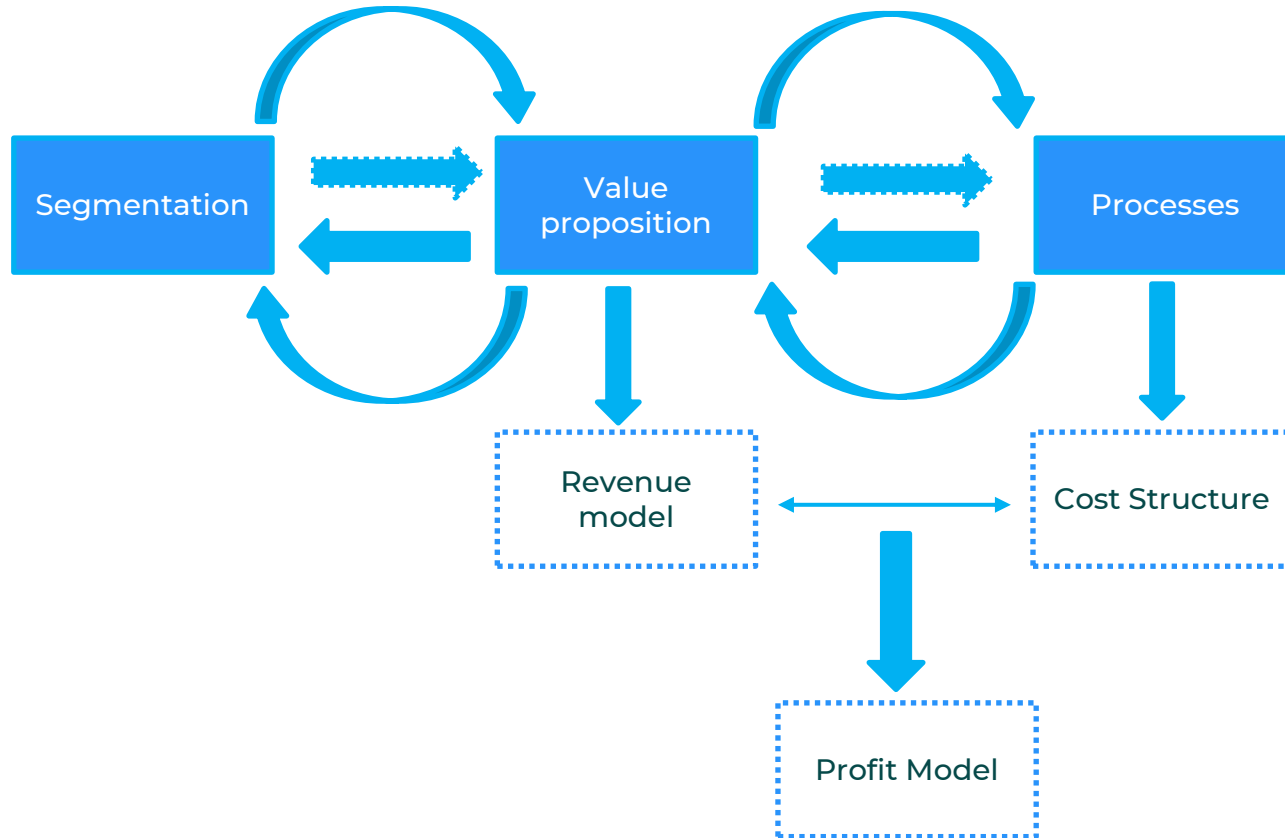 Segmentation
Value
proposition
Processes
Revenue
model
Cost Structure
Profit Model